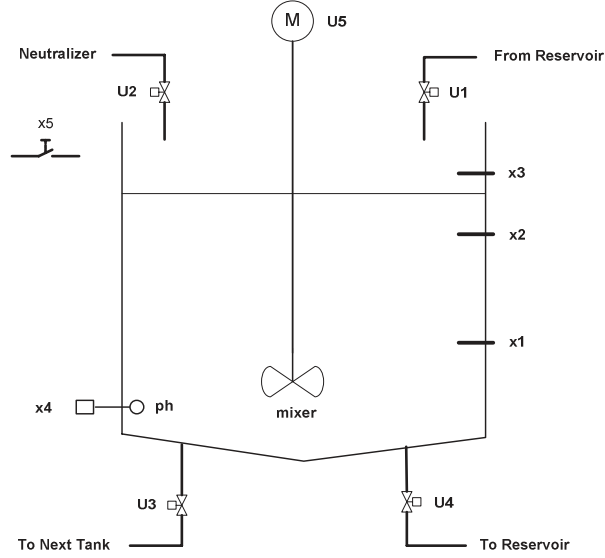 M U5
Neutralizer
From Reservoir
U2
U1
x5
x3
x2
x1
mixer
x4
ph
U3
U4
To Next Tank
To Reservoir